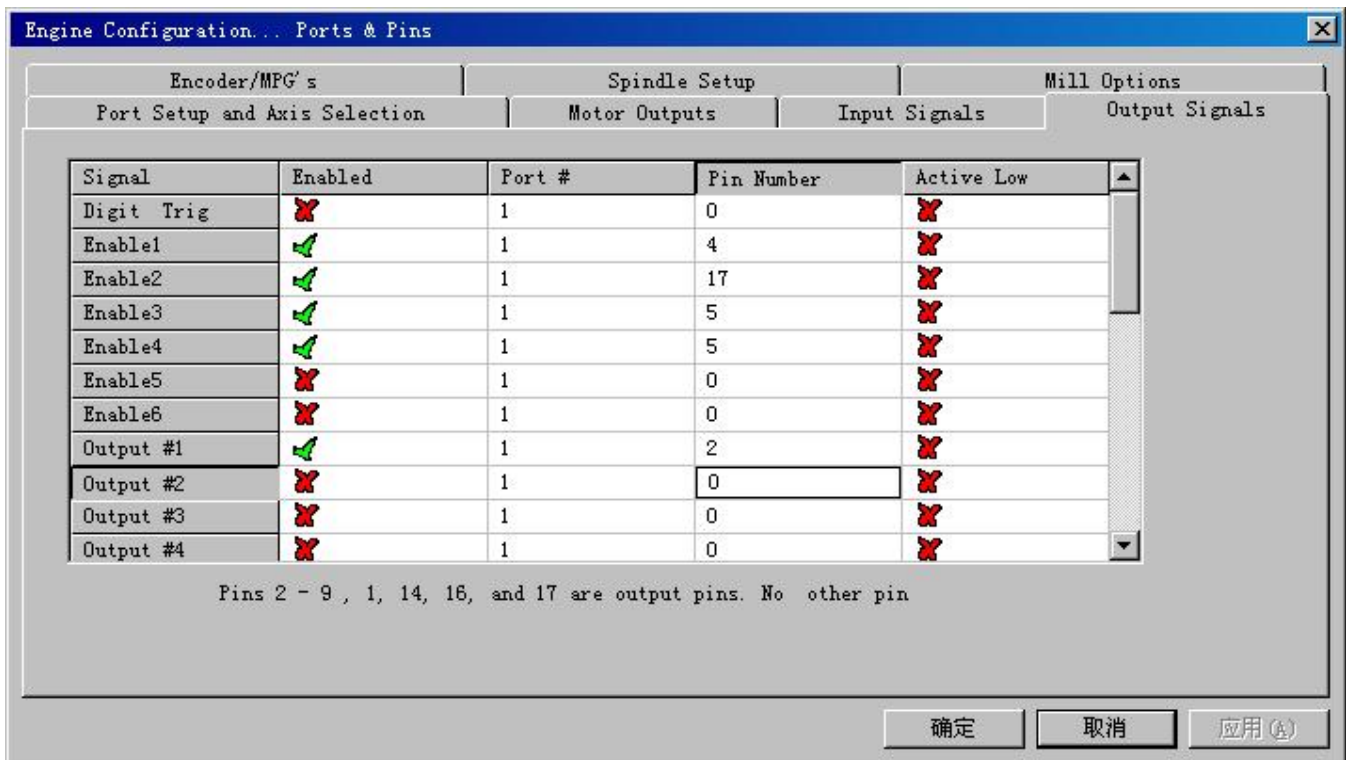 Engine Configuration... Ports & Pins
Encoder/MPG's Spindle Setup Mill Options
Port Setup and Axis Selection Motor Outputs Input Signals Output Signals
Signal Enabled Port # Pin Number Active Low
Digit Trig 1 0
Enable1 1 4
Enable2 1 17
Enable3 1 5
Enable4 1 5
Enable5 1 0
Enable6 1 0
Output #1 1 2
Output #2 1 0
Output #3 1 0
Output #4 1 0
Pins 2 - 9 , 1, 14, 16, and 17 are output pins. No other pin
确定 取消 应用(A)